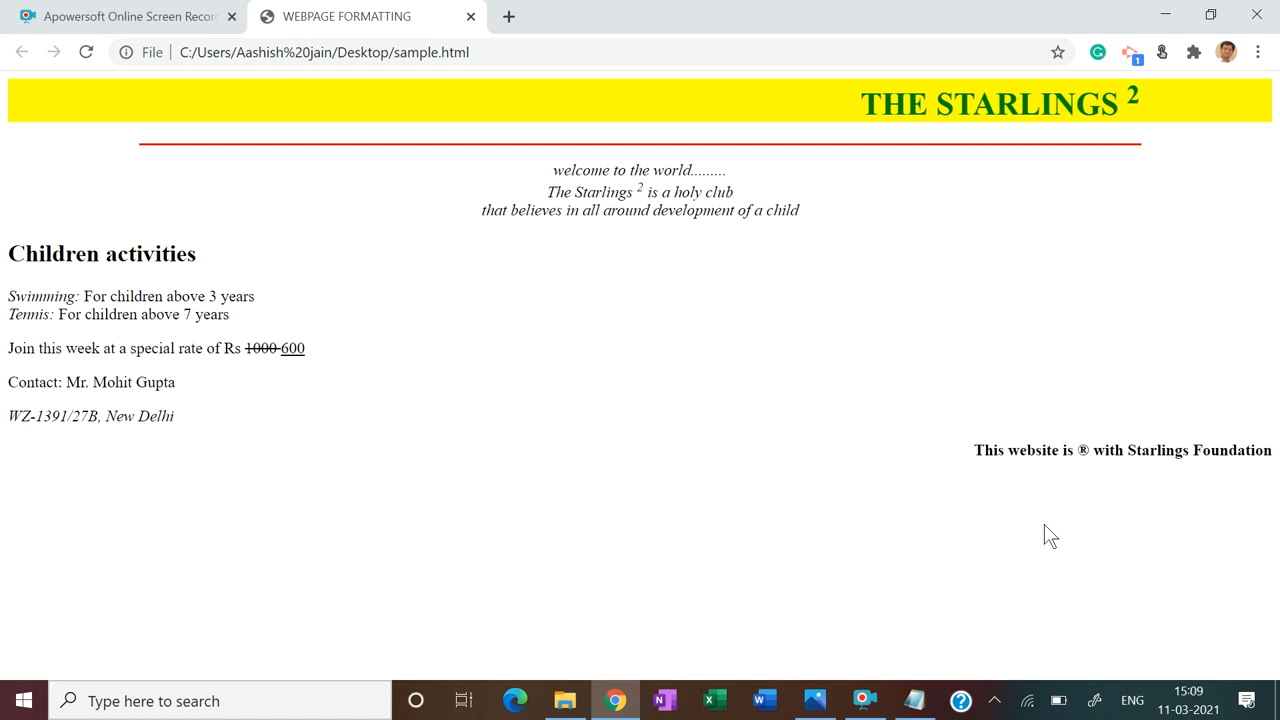 Apowersoft Online Screen Recor
WEBPAGE FORMATTING
File
C:/Users/Aashish%20jain/Desktop/sample.html
1
THE STARLINGS 2
welcome to the world.........
The Starlings 2 is a holy club
that believes in all around development of a child
Children activities
Swimming: For children above 3 years
Tennis: For children above 7 years
Join this week at a special rate of Rs 1000 600
Contact: Mr. Mohit Gupta
WZ-1391/27B, New Delhi
This website is ® with Starlings Foundation
Type here to search
ENG
15:09
11-03-2021